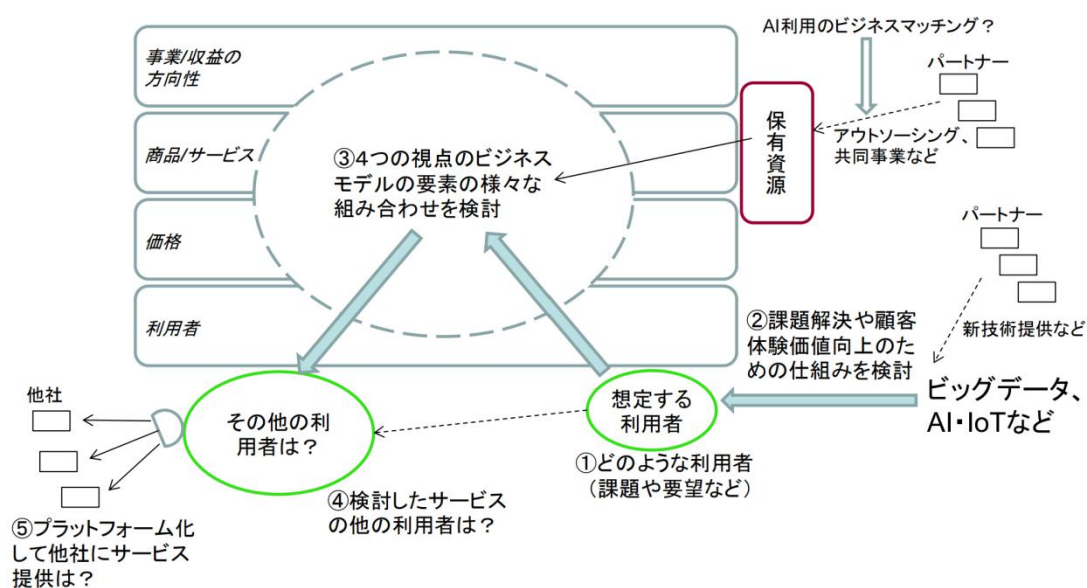 事業/収益の
方向性
商品/サービス
価格
利用者
③4つの視点のビジネス
モデルの要素の様々な
組み合わせを検討
保有資源
AI利用のビジネスマッチング？
パートナー
アウトソーシング、
共同事業など
パートナー
新技術提供など
②課題解決や顧客
体験価値向上のた
めの仕組みを検討
ビッグデータ、
AI・IoTなど
想定する
利用者
①どのような利用者
（課題や要望など）
その他の利
用者は？
④検討したサービス
の他の利用者は？
他社
⑤プラットフォーム化
して他社にサービス
提供は？